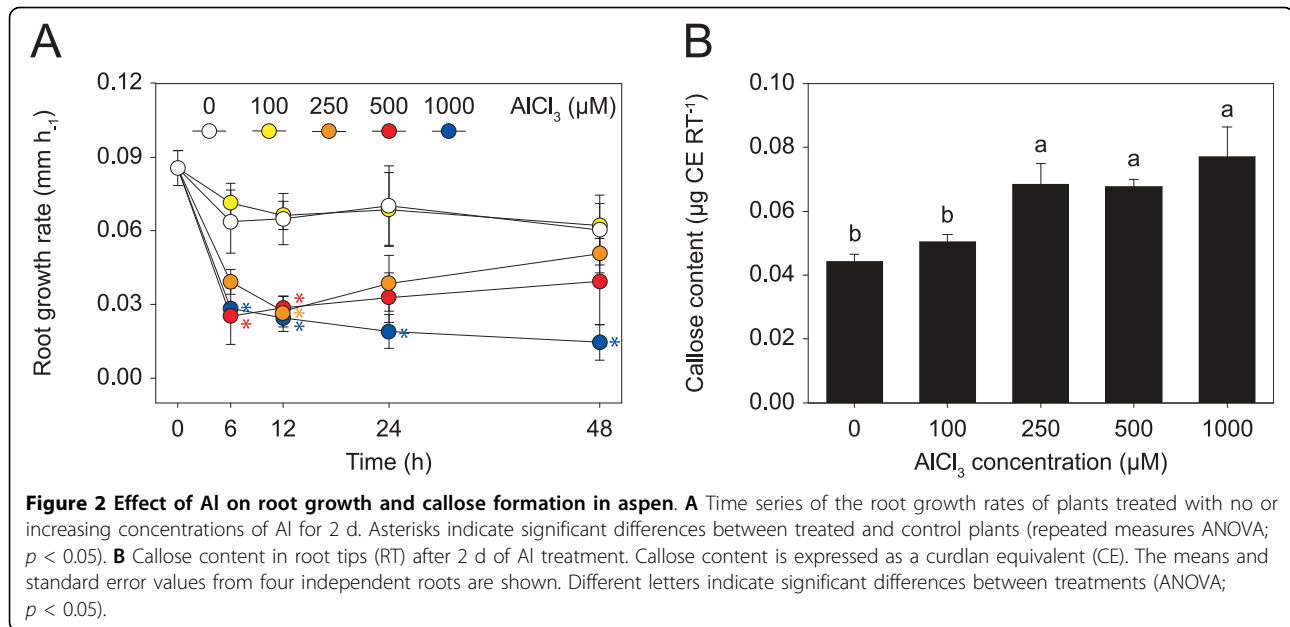 A
0.12
0.09
0.06
0.03
0.00
Root growth rate (mm h-1)
0 100 250 500 1000 AlCl3 (µM)
* * * * * * *
0 6 12 24 48
Time (h)
B
0.10
0.08
0.06
0.04
0.02
0.00
Callose content (µg CE RT-1)
b b a a a
0 100 250 500 1000
AlCl3 concentration (µM)
Figure 2 Effect of Al on root growth and callose formation in aspen. A Time series of the root growth rates of plants treated with no or
increasing concentrations of Al for 2 d. Asterisks indicate significant differences between treated and control plants (repeated measures ANOVA;
p < 0.05). B Callose content in root tips (RT) after 2 d of Al treatment. Callose content is expressed as a curdlan equivalent (CE). The means and
standard error values from four independent roots are shown. Different letters indicate significant differences between treatments (ANOVA;
p < 0.05).